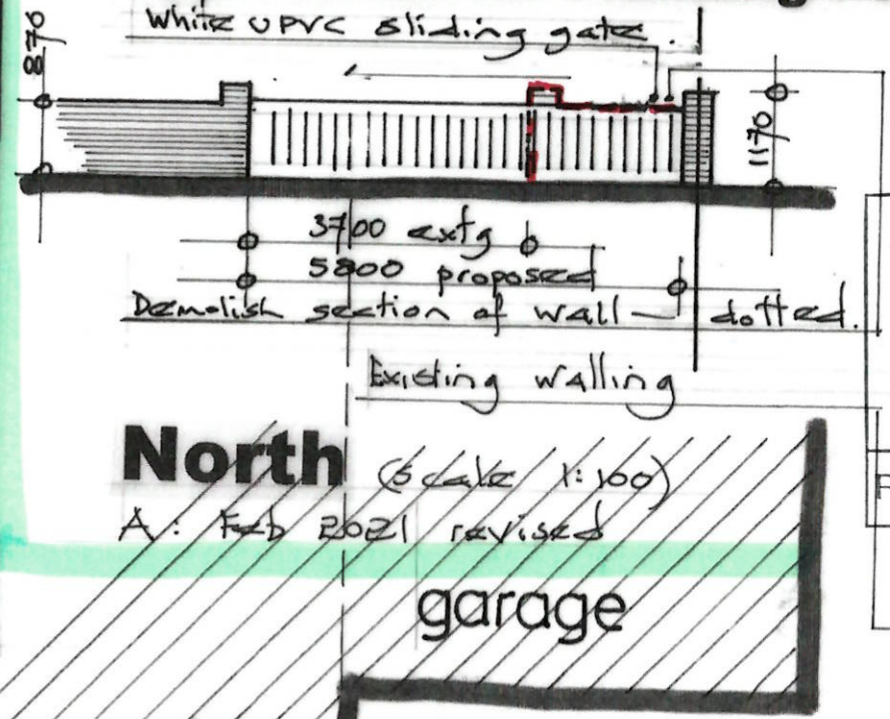 White UPVC sliding gate.
870
1170
3700 extg
5800 proposed
Demolish section of wall — dotted.
Existing walling
North (Scale 1:100)
A: Feb 2021 revised
garage